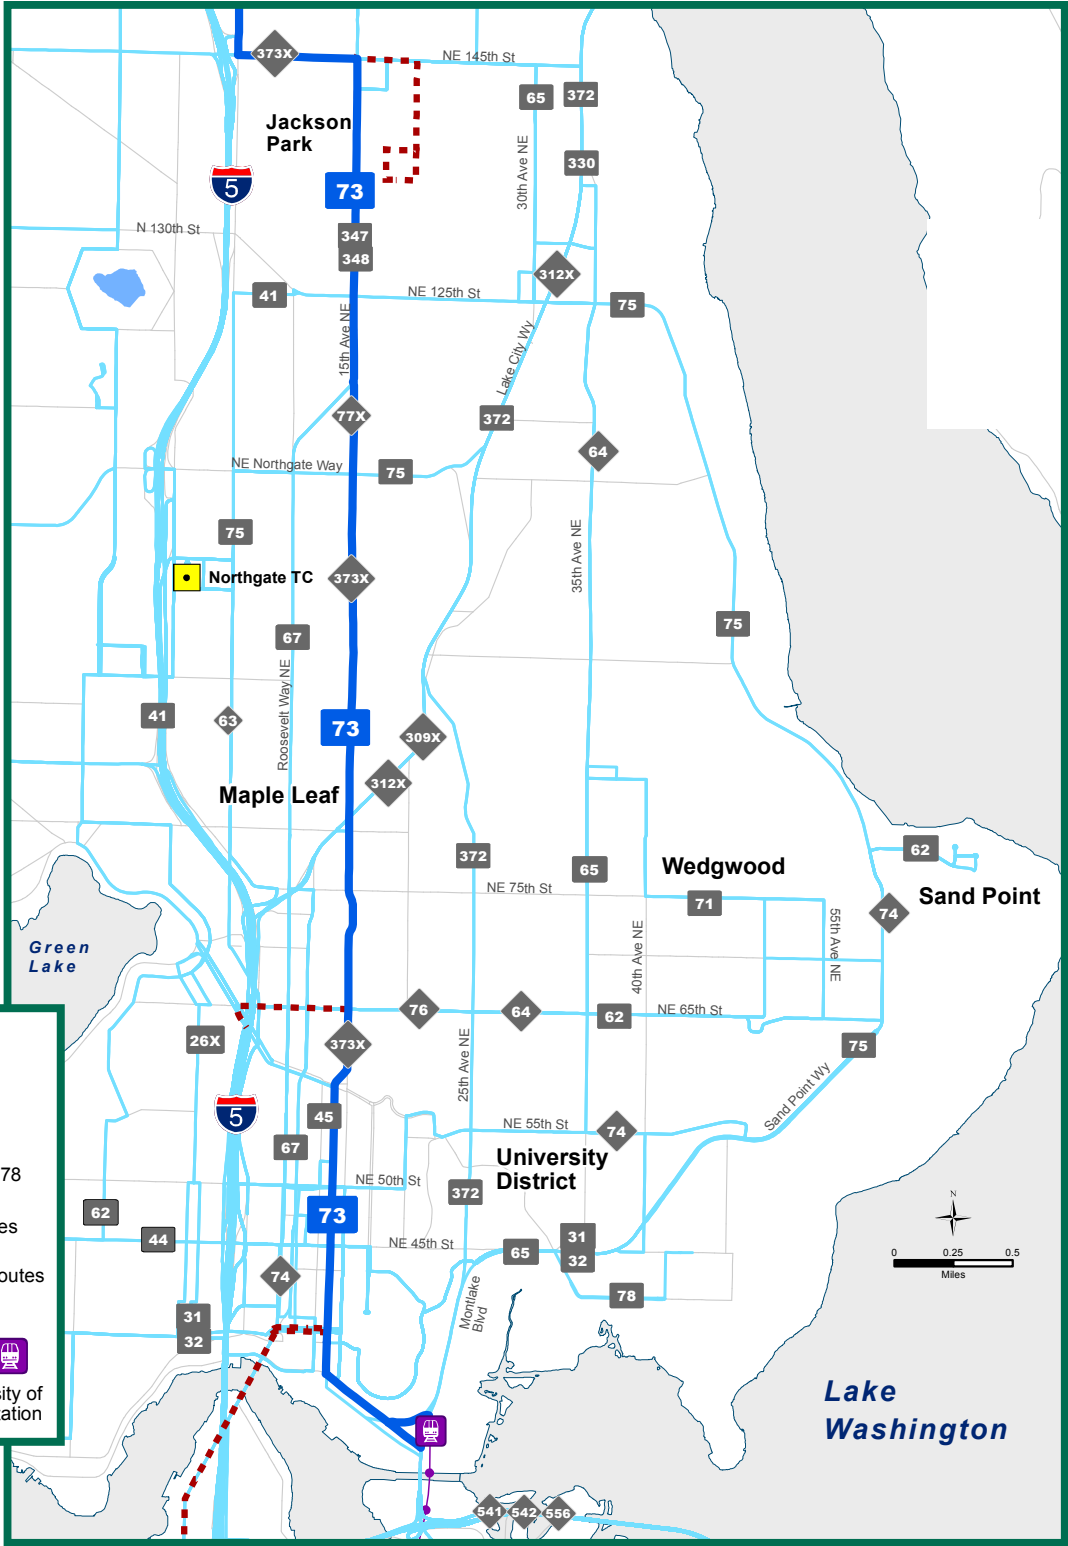 373X
NE 145th St
65
372
Jackson
Park
30th Ave NE
330
5
73
N 130th St
347
348
312X
41
NE 125th St
75
15th Ave NE
Lake City Wy
77X
372
64
NE Northgate Way
75
75
35th Ave NE
Northgate TC
373X
75
67
Roosevelt Way NE
41
63
73
309X
312X
Maple Leaf
372
65
62
Wedgwood
NE 75th St
71
Sand Point
74
55th Ave NE
40th Ave NE
Green
Lake
76
64
62
NE 65th St
26X
373X
75
25th Ave NE
Sand Point Wy
5
45
NE 55th St
74
67
University
District
78
NE 50th St
372
62
73
es
44
NE 45th St
65
31
32
N
0
0.25
0.5
Miles
outes
74
78
Montlake
Blvd
31
32
sity of
tation
Lake
Washington
541
542
556